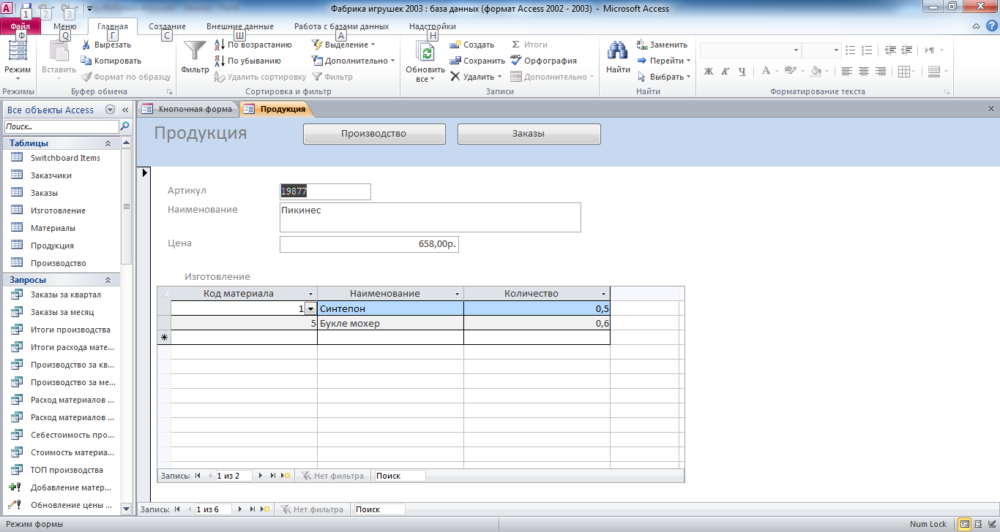 Фабрика игрушек 2003 : база данных (формат Access 2002 - 2003) - Microsoft Access
1 2 3
Файл Меню Главная Создание Внешние данные Работа с базами данных Надстройки
Ф Q Г С Ш А Н
Режим
Режимы
Вставить
Вырезать
Копировать
Формат по образцу
Буфер обмена
Фильтр
По возрастанию
По убыванию
Удалить сортировку
Выделение
Дополнительно
Фильтр
Сортировка и фильтр
Обновить
все
Создать
Сохранить
Удалить
Итоги
Орфография
Дополнительно
Записи
Найти
Заменить
Перейти
Выбрать
Найти
Ж К Ч
Форматирование текста
Все объекты Access
Поиск...
Таблицы
Switchboard Items
Заказчики
Заказы
Изготовление
Материалы
Продукция
Производство
Запросы
Заказы за квартал
Заказы за месяц
Итоги производства
Итоги расхода мате...
Производство за кв...
Производство за ме...
Расход материалов ...
Расход материалов ...
Себестоимость про...
Стоимость материа...
ТОП производства
Добавление матер...
Обновление цены ...
Кнопочная форма Продукция
Продукция Производство Заказы
Артикул 19877
Наименование Пикинес
Цена 658,00р.
Изготовление
Код материала Наименование Количество
1 Синтепон 0,5
5 Букле мохер 0,6
Запись: 1 из 2 Нет фильтра Поиск
Запись: 1 из 6 Нет фильтра Поиск
Режим формы Num Lock